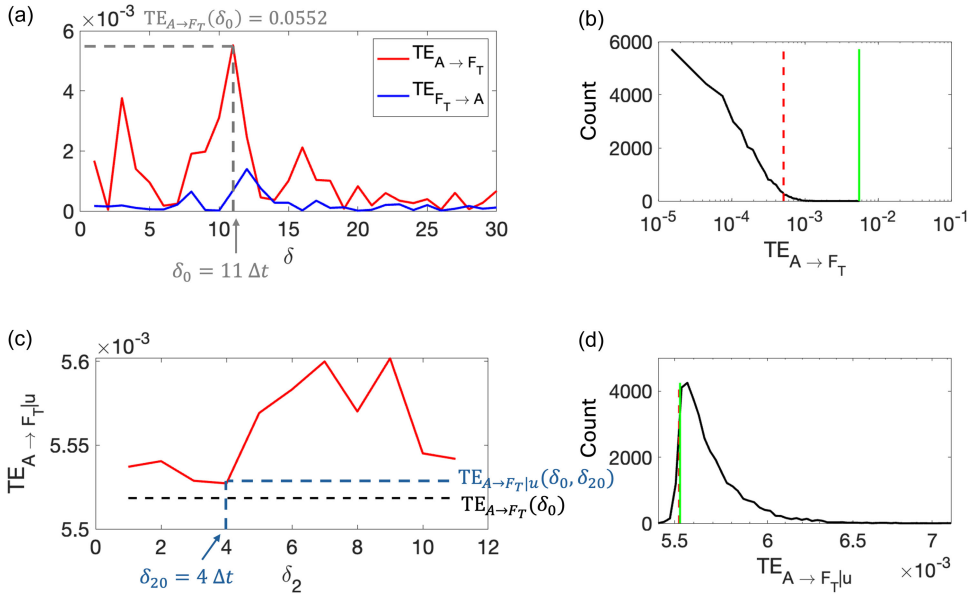 (a)
×10⁻³
TE_{A→F_T}(δ₀) = 0.0552
6
4
2
0
TE_{A→F_T}
TE_{F_T→A}
0 5 10 15 20 25 30
δ
δ₀ = 11 Δt
(b)
6000
4000
2000
0
Count
10⁻⁵ 10⁻⁴ 10⁻³ 10⁻² 10⁻¹
TE_{A→F_T}
(c)
×10⁻³
5.6
5.55
5.5
TE_{A→F_T|u}
TE_{A→F_T|u}(δ₀, δ₂₀)
TE_{A→F_T}(δ₀)
0 2 4 6 8 10 12
δ₂
δ₂₀ = 4 Δt
(d)
4000
2000
0
Count
5.5 6 6.5 7
×10⁻³
TE_{A→F_T|u}